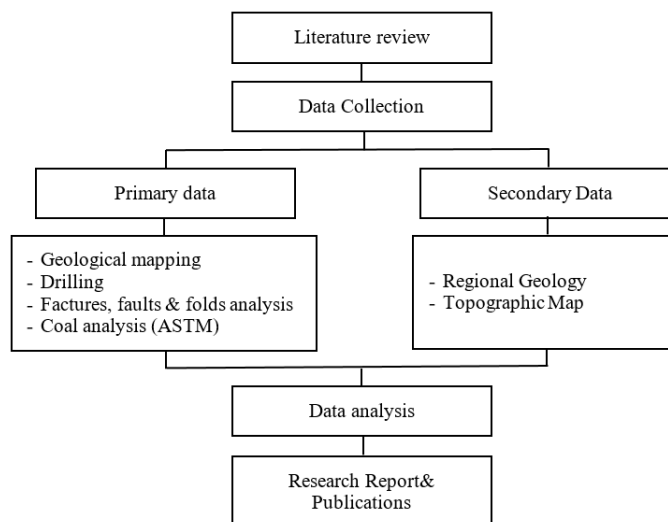 Literature review
Data Collection
Primary data
Secondary Data
- Geological mapping
- Drilling
- Factures, faults & folds analysis
- Coal analysis (ASTM)
- Regional Geology
- Topographic Map
Data analysis
Research Report&
Publications